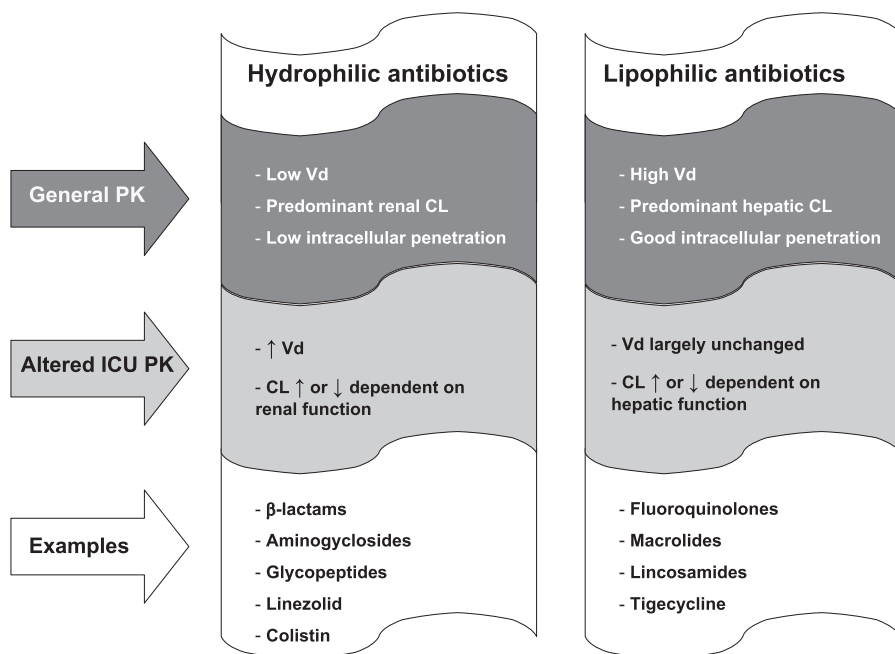 Hydrophilic antibiotics
Lipophilic antibiotics
General PK
- Low Vd
- Predominant renal CL
- Low intracellular penetration
- High Vd
- Predominant hepatic CL
- Good intracellular penetration
Altered ICU PK
- ↑ Vd
- CL ↑ or ↓ dependent on
renal function
- Vd largely unchanged
- CL ↑ or ↓ dependent on
hepatic function
Examples
- β-lactams
- Aminogyclosides
- Glycopeptides
- Linezolid
- Colistin
- Fluoroquinolones
- Macrolides
- Lincosamides
- Tigecycline